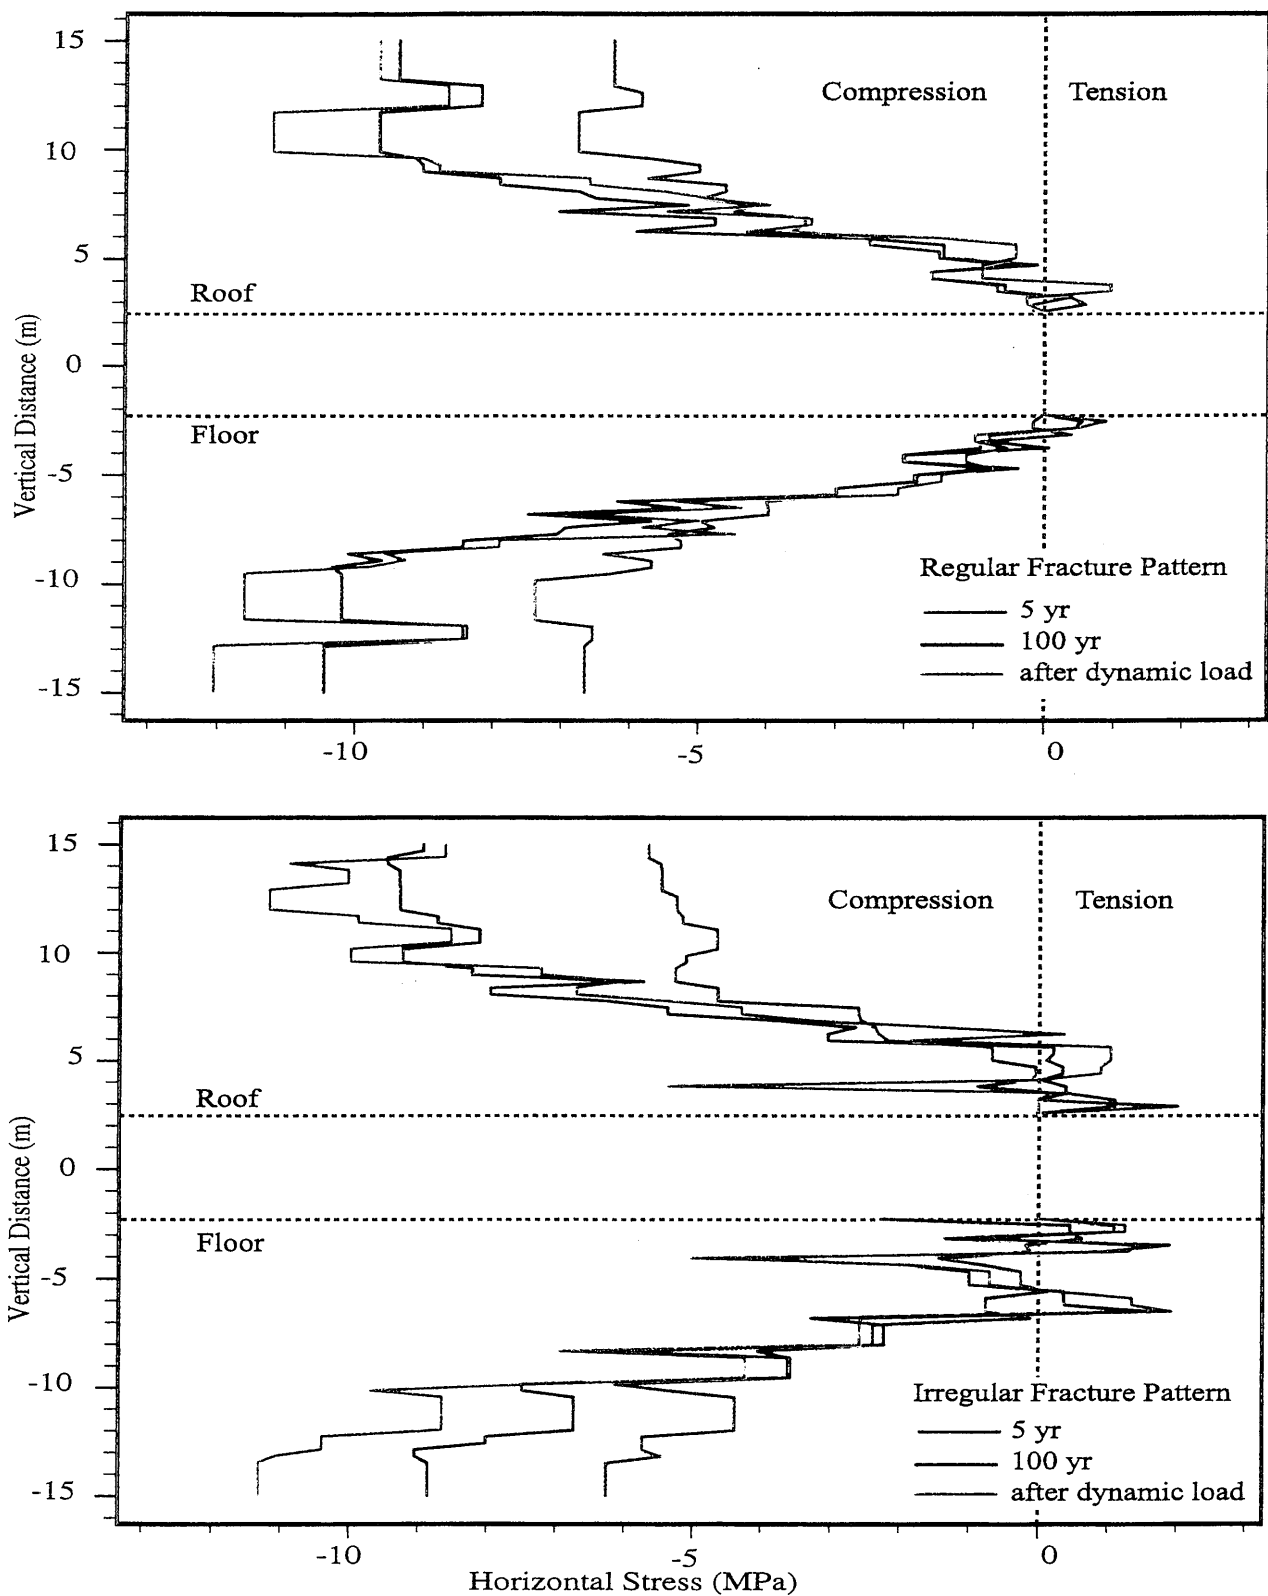 15
Compression
Tension
10
5
Roof
Vertical Distance (m)
0
Floor
-5
-10
Regular Fracture Pattern
5 yr
100 yr
after dynamic load
-15
-10
-5
0
15
Compression
Tension
10
5
Roof
Vertical Distance (m)
0
Floor
-5
-10
Irregular Fracture Pattern
5 yr
100 yr
after dynamic load
-15
-10
-5
0
Horizontal Stress (MPa)